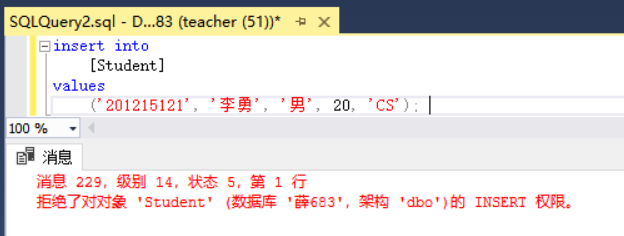 SQLQuery2.sql - D...83 (teacher (51))*
insert into
[Student]
values
('201215121', '李勇', '男', 20, 'CS');
100 %
消息
消息 229，级别 14，状态 5，第 1 行
拒绝了对对象 'Student' (数据库 '薛683'，架构 'dbo')的 INSERT 权限。